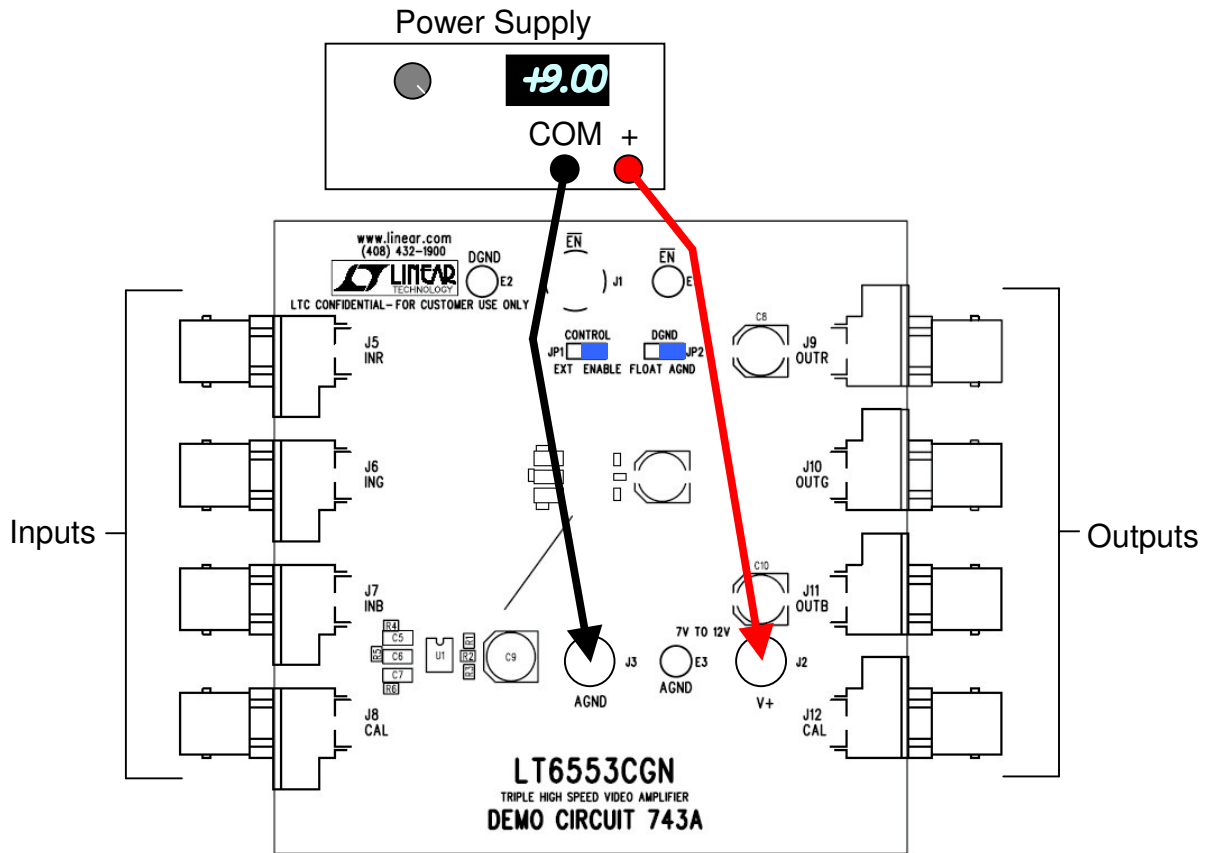 Power Supply
+9.00
COM +
www.linear.com
(408) 432-1900
LINEAR
TECHNOLOGY
LTC CONFIDENTIAL-FOR CUSTOMER USE ONLY
DGND
E2
EN
J1
EN
E
CONTROL
JP1
EXT ENABLE
DGND
JP2
FLOAT AGND
C8
J5
INR
J9
OUTR
J6
ING
J10
OUTG
Inputs
Outputs
J7
INB
C10
J11
OUTB
R4
C5
R5
C6
C7
R6
U1
R1
R2
R3
C9
7V TO 12V
J3
AGND
E3
AGND
J2
V+
J8
CAL
J12
CAL
LT6553CGN
TRIPLE HIGH SPEED VIDEO AMPLIFIER
DEMO CIRCUIT 743A